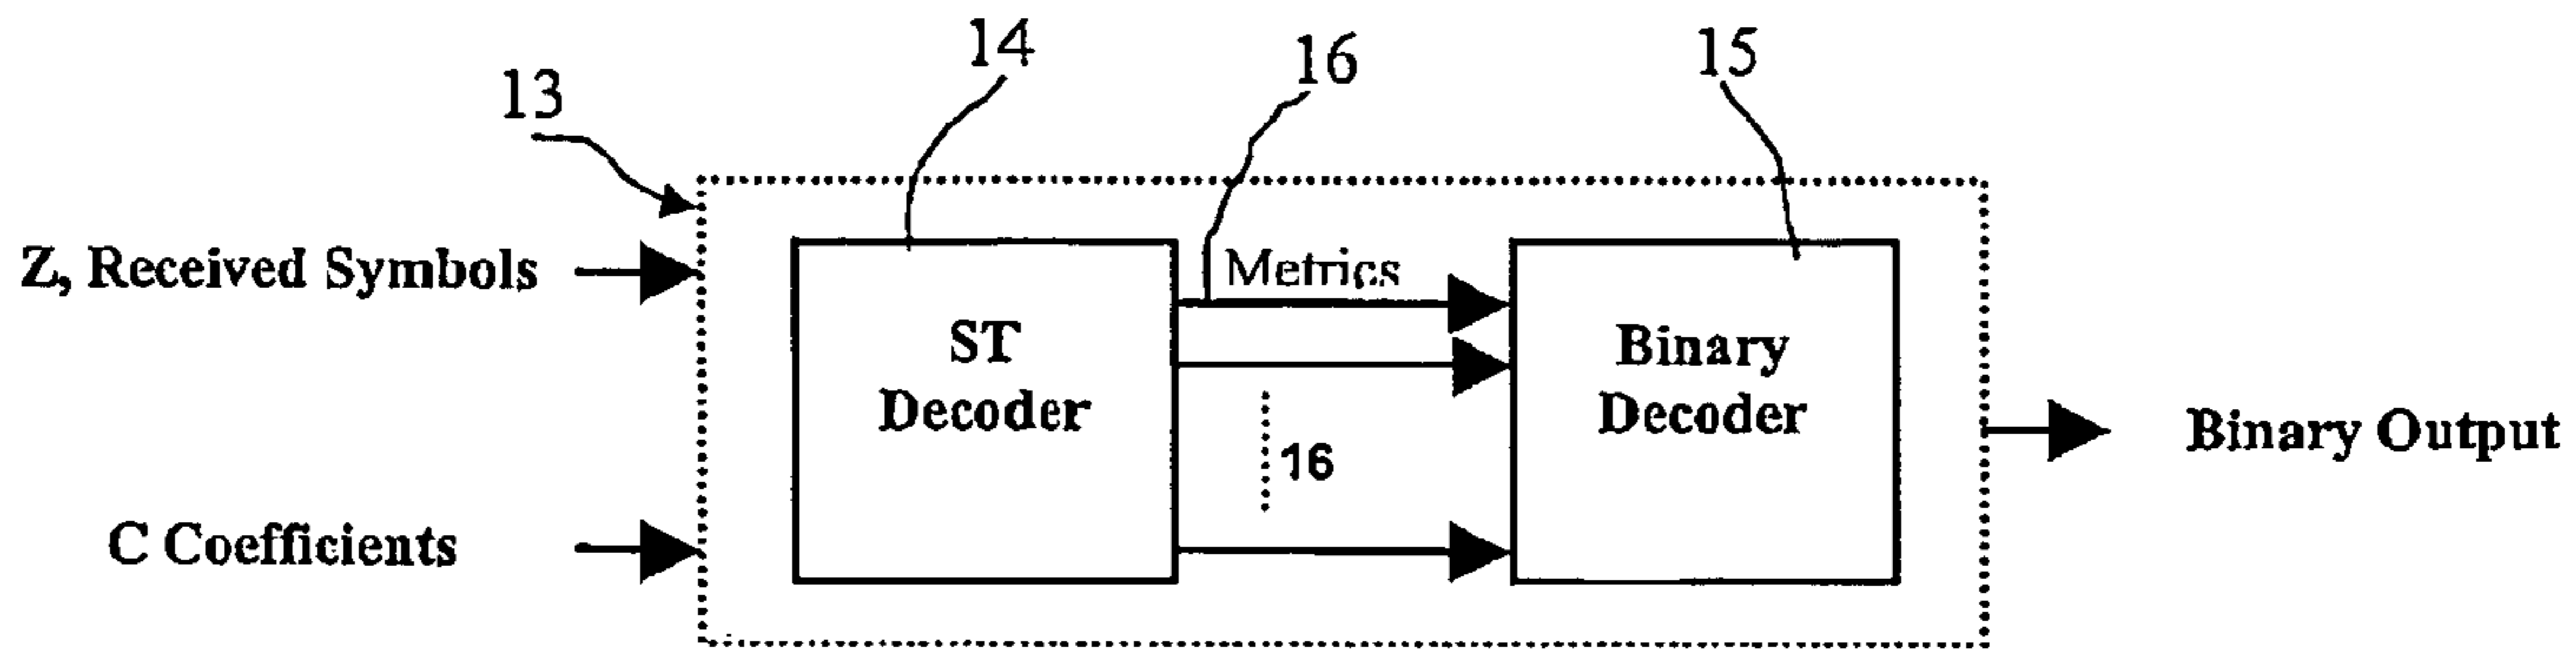 14
16
15
13
Z, Received Symbols
Metrics
ST
Decoder
Binary
Decoder
16
Binary Output
C Coefficients